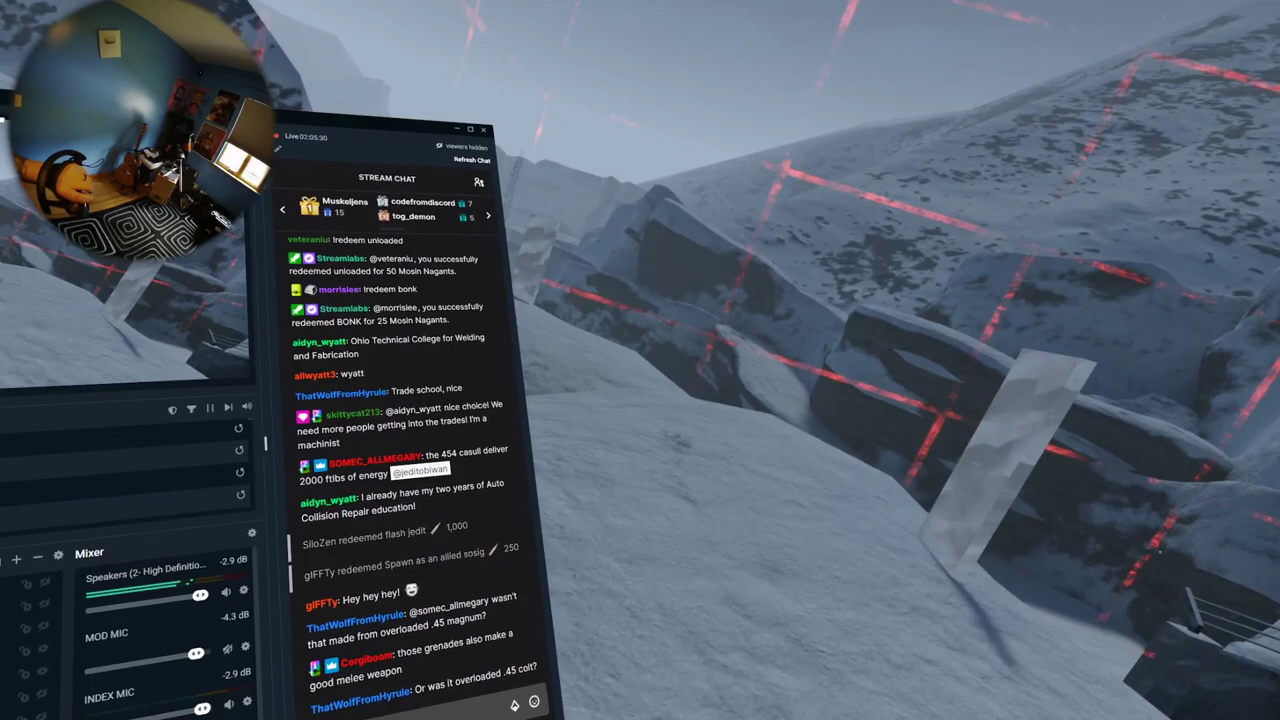 Live 02:05:30
viewers hidden
Refresh Chat
STREAM CHAT
Muskeljens
15
codefromdiscord 7
tog_demon 5
veteraniu: !redeem unloaded
Streamlabs: @veteraniu, you successfully
redeemed unloaded for 50 Mosin Nagants.
morrislee: !redeem bonk
Streamlabs: @morrislee, you successfully
redeemed BONK for 25 Mosin Nagants.
aidyn_wyatt: Ohio Technical College for Welding
and Fabrication
allwyatt3: wyatt
ThatWolfFromHyrule: Trade school, nice
skittycat213: @aidyn_wyatt nice choice! We
need more people getting into the trades! I'm a
machinist
SOMEC_ALLMEGARY: the 454 casull deliver
2000 ftlbs of energy @jeditobiwan
aidyn_wyatt: I already have my two years of Auto
Collision Repair education!
SiloZen redeemed flash jedit 1,000
glFFTy redeemed Spawn as an allied sosig 250
glFFTy: Hey hey hey!
ThatWolfFromHyrule: @somec_allmegary wasn't
that made from overloaded .45 magnum?
Corgiboom: those grenades also make a
good melee weapon
ThatWolfFromHyrule: Or was it overloaded .45 colt?
Mixer
Speakers (2- High Definitio... -2.9 dB
MOD MIC -4.3 dB
INDEX MIC -2.9 dB